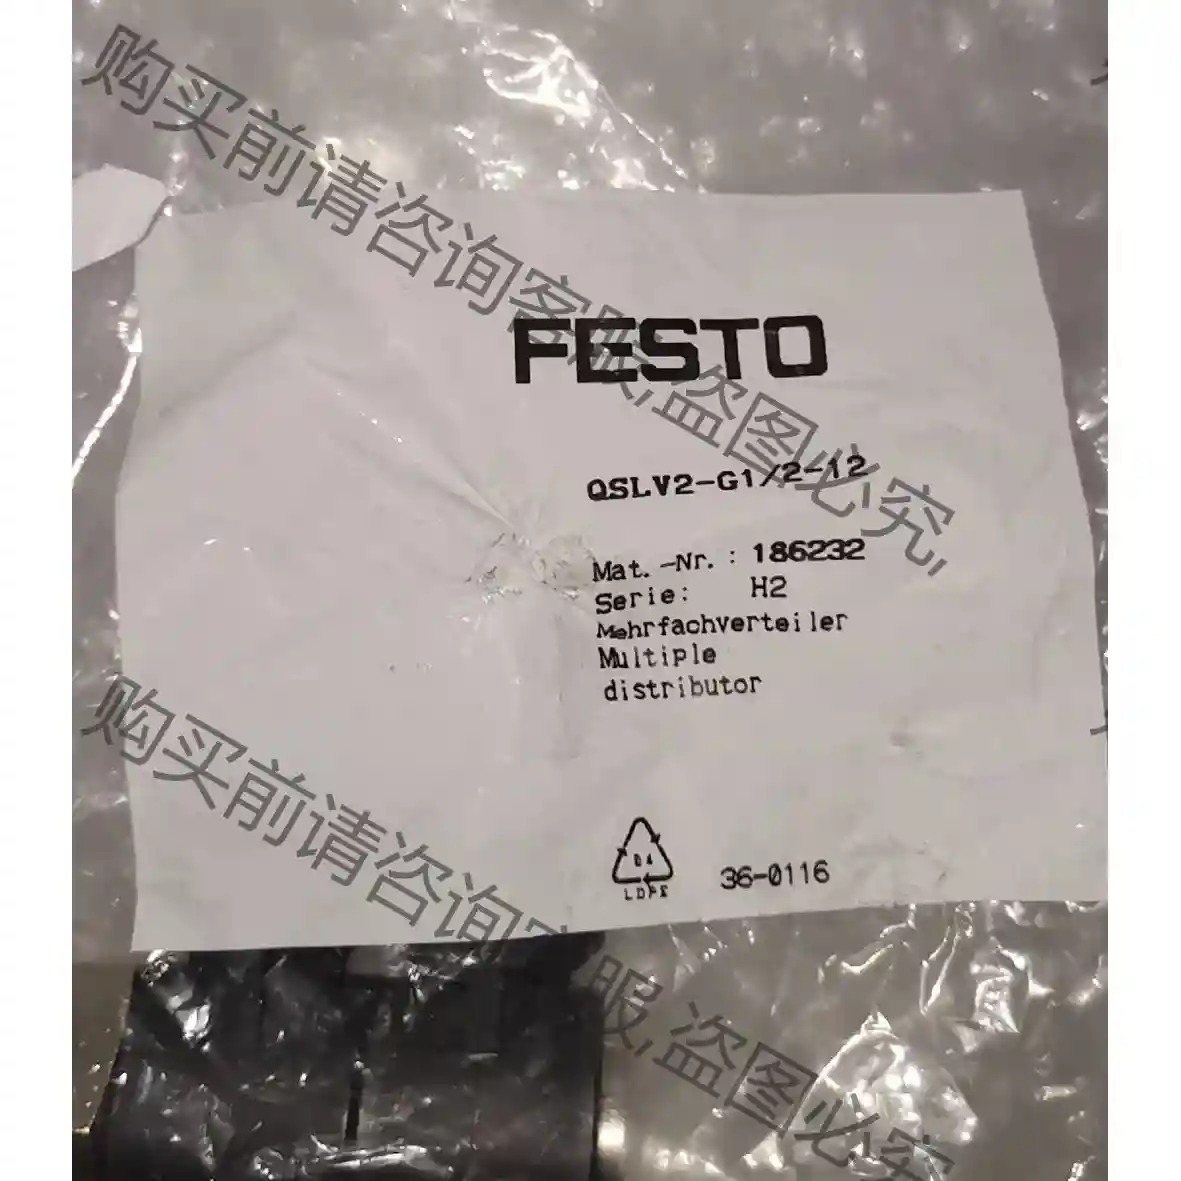 购买前请咨询客服,盗图必究,
FESTO
QSLV2-G1/2-12
Mat.-Nr.: 186232
Serie: H2
Mehrfachverteiler
Multiple
distributor
04
LDPE
36-0116
购买前请咨询客服,盗图必究